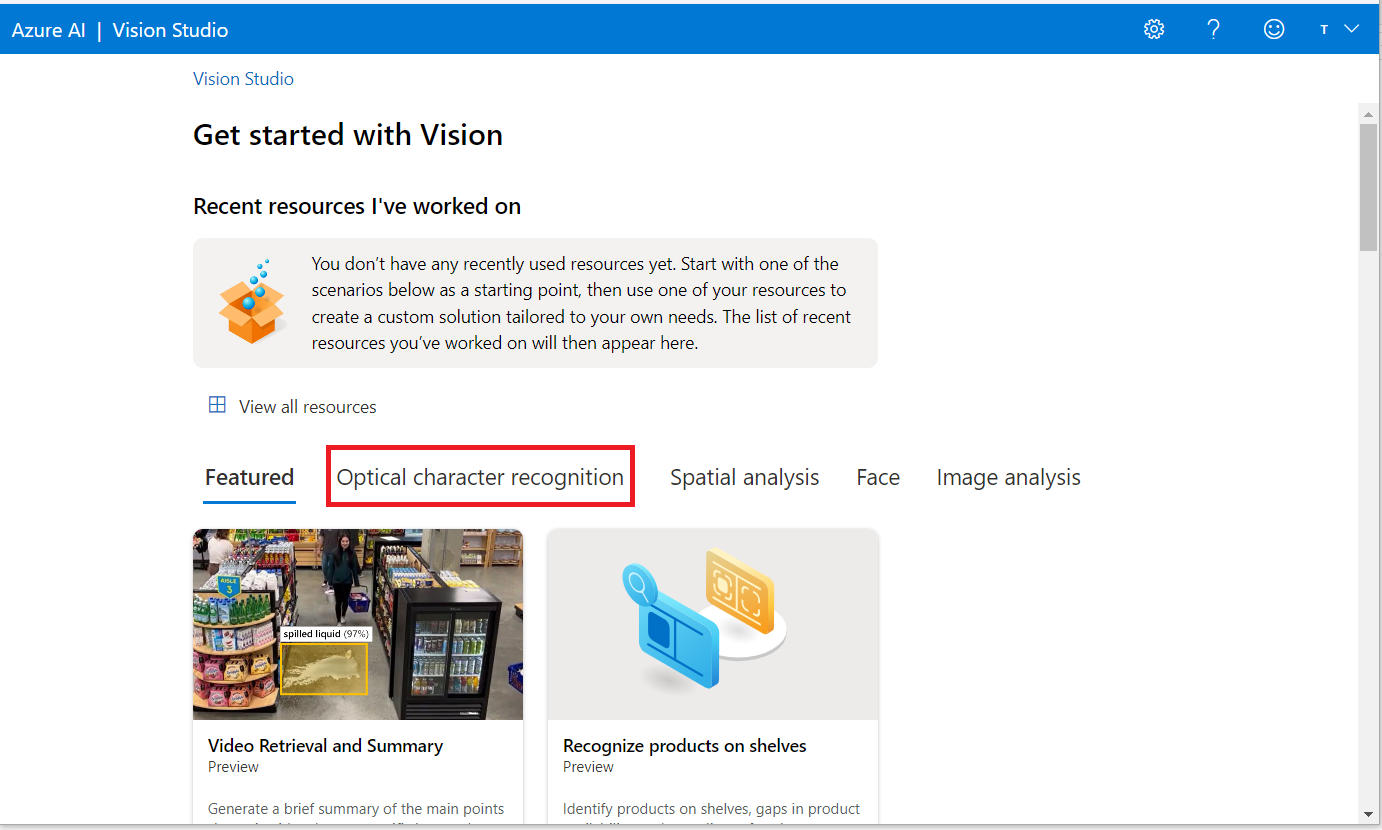 Azure AI | Vision Studio
T
Vision Studio
Get started with Vision
Recent resources I've worked on
You don’t have any recently used resources yet. Start with one of the
scenarios below as a starting point, then use one of your resources to
create a custom solution tailored to your own needs. The list of recent
resources you’ve worked on will then appear here.
View all resources
Featured Optical character recognition Spatial analysis Face Image analysis
AISLE
3
spilled liquid (97%)
Video Retrieval and Summary
Preview
Generate a brief summary of the main points
Recognize products on shelves
Preview
Identify products on shelves, gaps in product